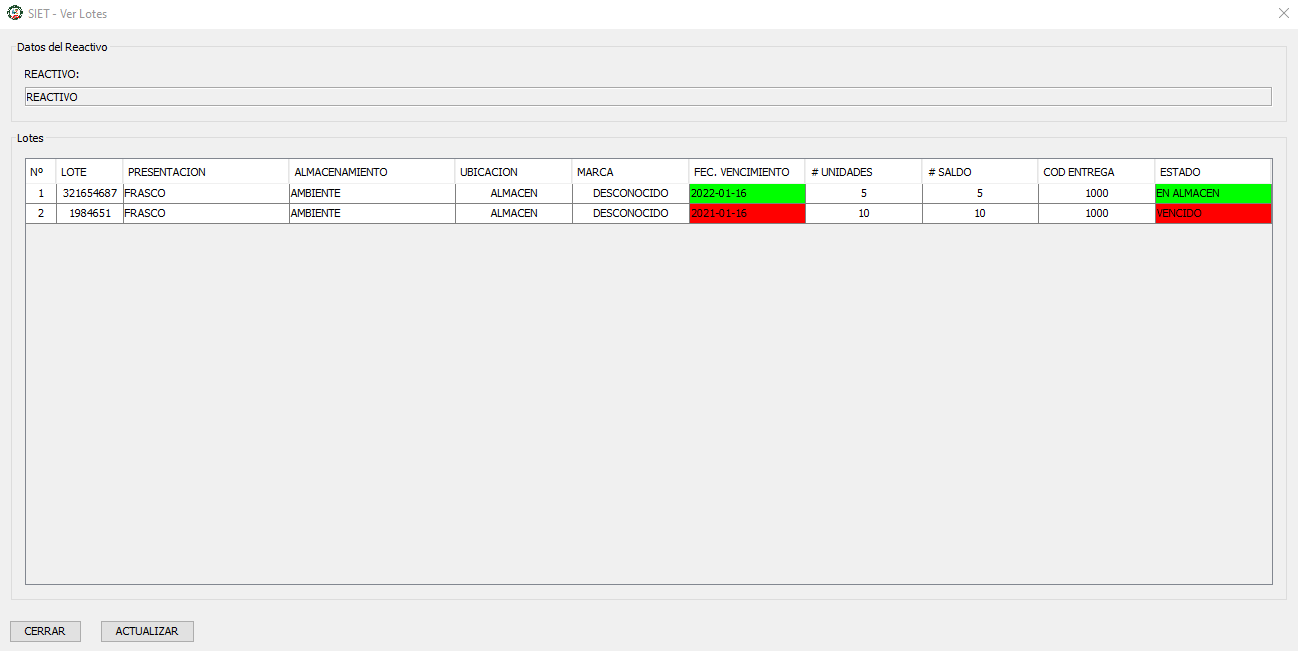 SIET - Ver Lotes
Datos del Reactivo
REACTIVO:
REACTIVO
Lotes
Nº LOTE PRESENTACION ALMACENAMIENTO UBICACION MARCA FEC. VENCIMIENTO # UNIDADES # SALDO COD ENTREGA ESTADO
1 321654687 FRASCO AMBIENTE ALMACEN DESCONOCIDO 2022-01-16 5 5 1000 EN ALMACEN
2 1984651 FRASCO AMBIENTE ALMACEN DESCONOCIDO 2021-01-16 10 10 1000 VENCIDO
CERRAR ACTUALIZAR